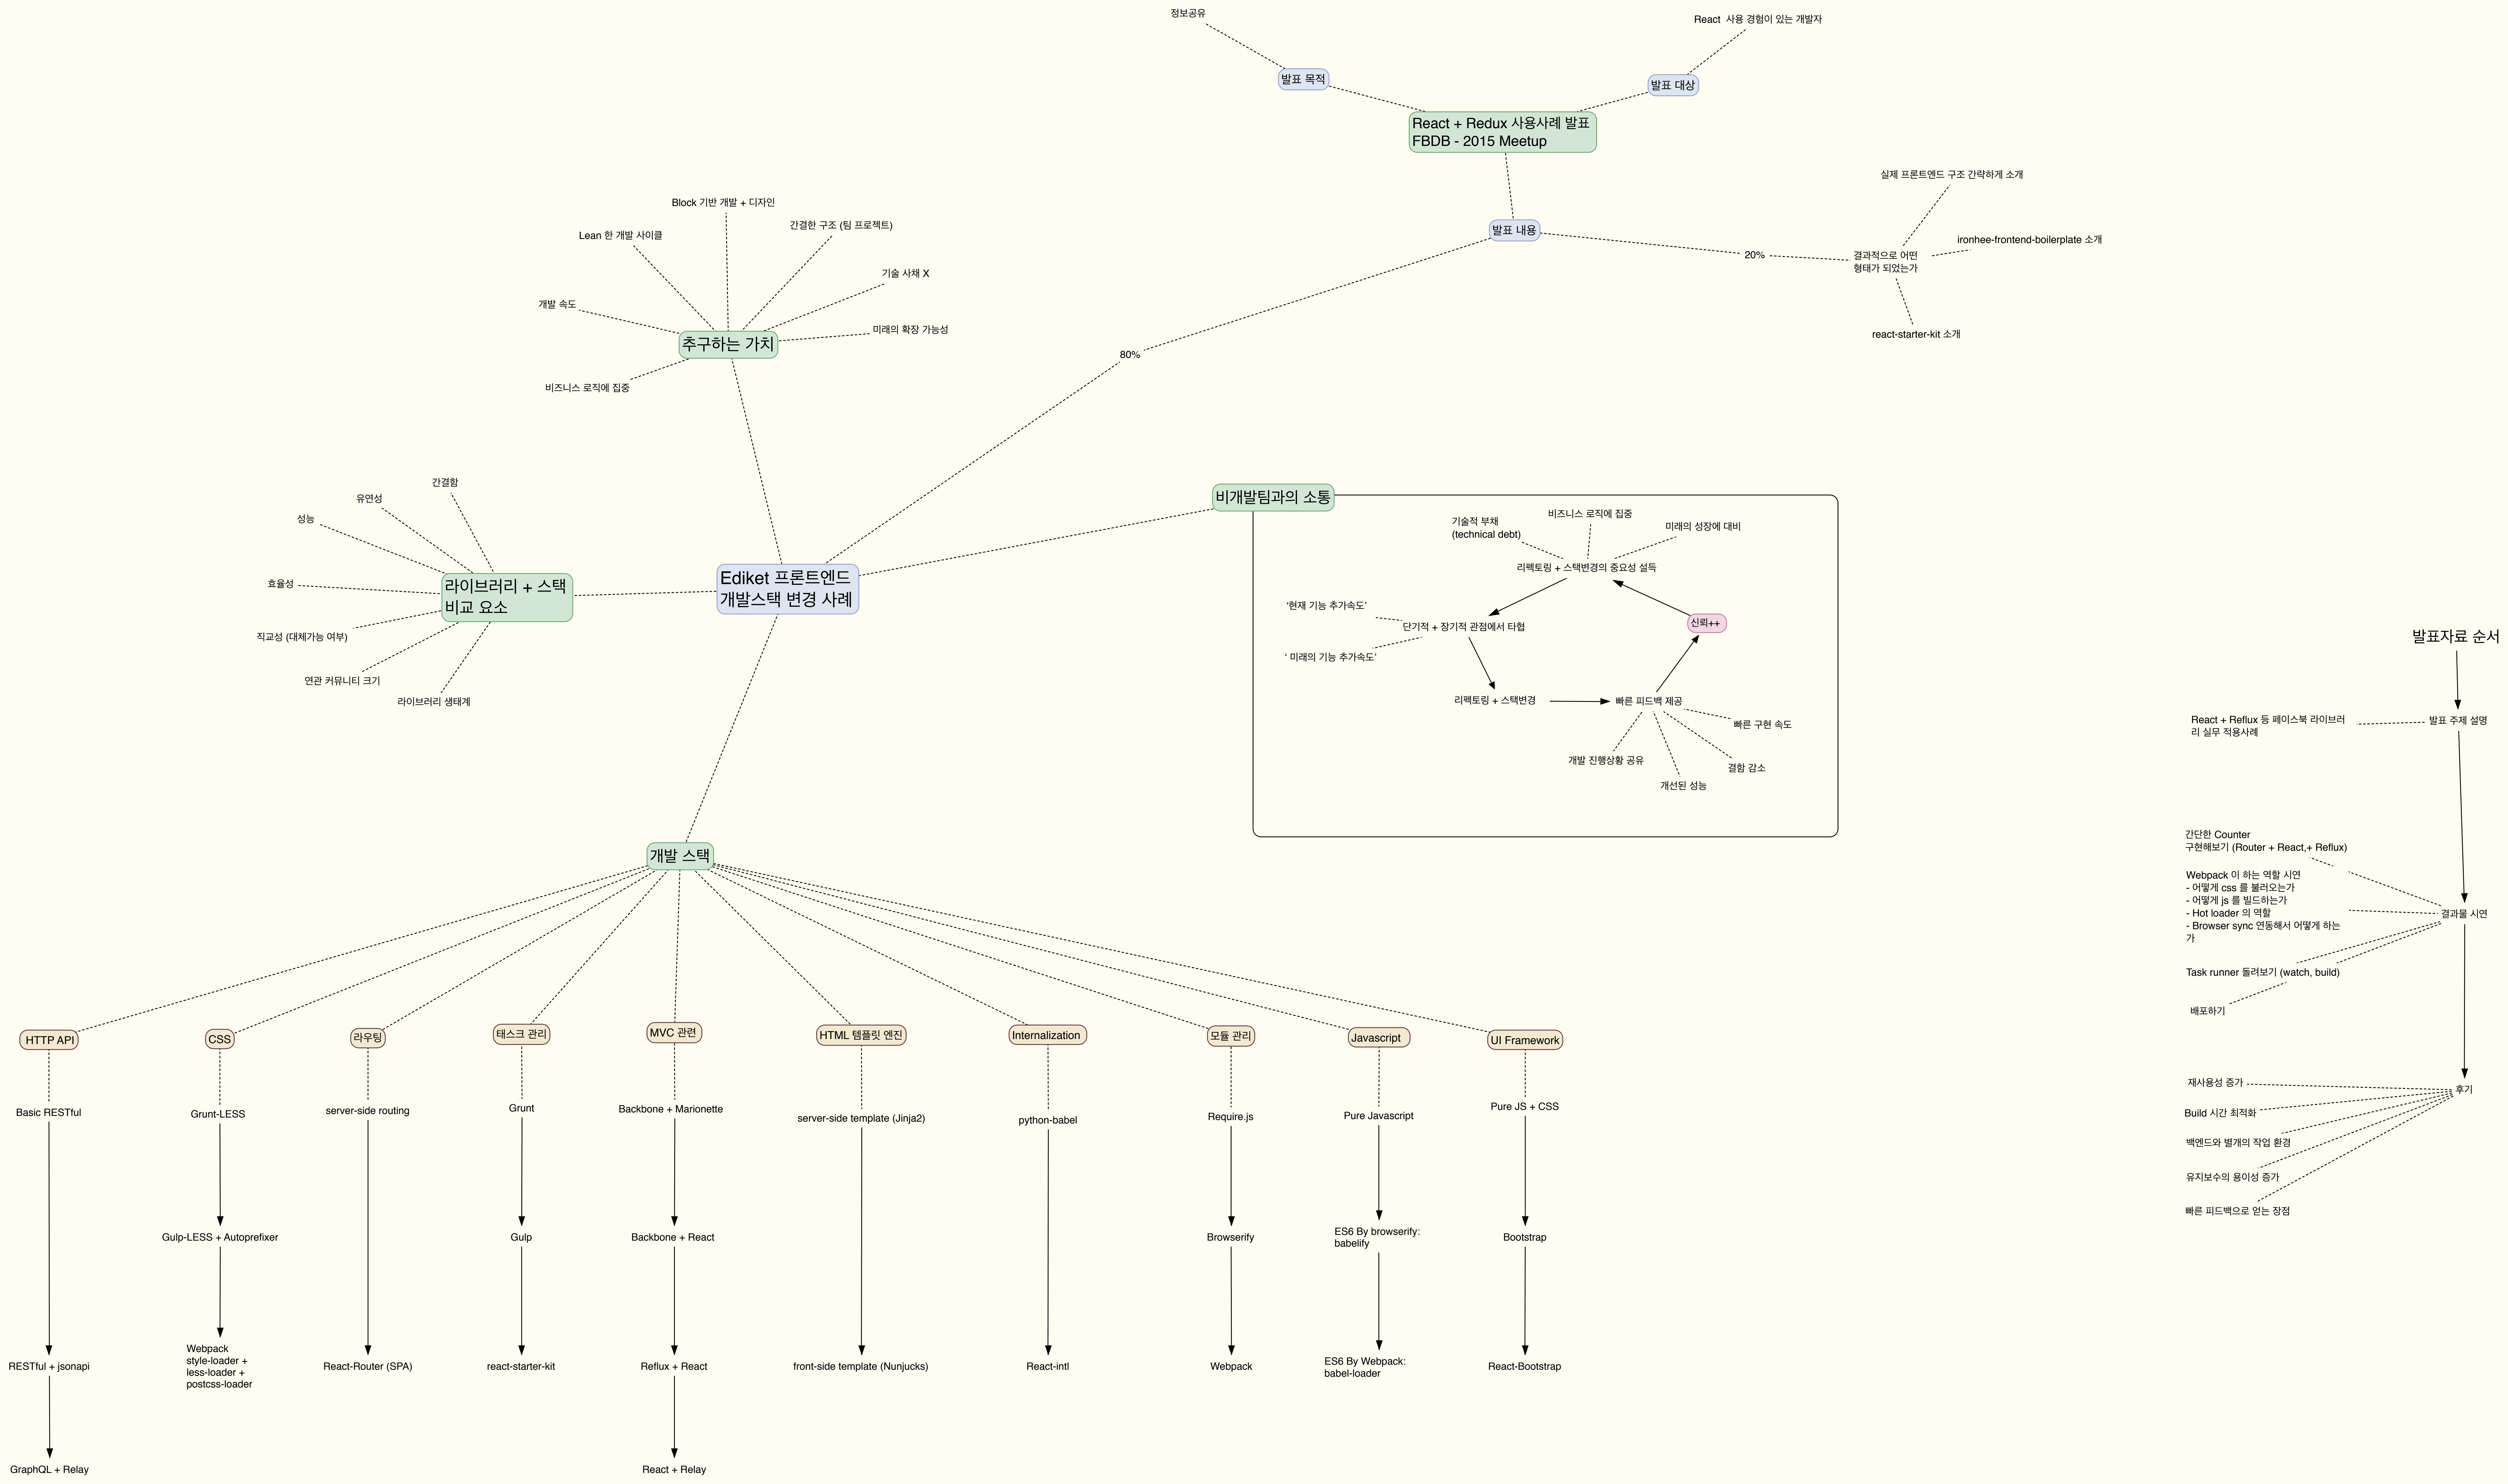 정보공유
React  사용 경험이 있는 개발자
발표 목적
발표 대상
React + Redux 사용사례 발표
FBDB - 2015 Meetup
발표 내용
20%
80%
실제 프론트엔드 구조 간략하게 소개
ironhee-frontend-boilerplate 소개
결과적으로 어떤
형태가 되었는가
react-starter-kit 소개
Block 기반 개발 + 디자인
Lean 한 개발 사이클
간결한 구조 (팀 프로젝트)
기술 사채 X
개발 속도
미래의 확장 가능성
추구하는 가치
비즈니스 로직에 집중
간결함
유연성
성능
효율성
라이브러리 + 스택
비교 요소
직교성 (대체가능 여부)
연관 커뮤니티 크기
라이브러리 생태계
Ediket 프론트엔드
개발스택 변경 사례
비개발팀과의 소통
기술적 부채
(technical debt)
비즈니스 로직에 집중
미래의 성장에 대비
리펙토링 + 스택변경의 중요성 설득
‘현재 기능 추가속도’
단기적 + 장기적 관점에서 타협
‘ 미래의 기능 추가속도’
신뢰++
리펙토링 + 스택변경
빠른 피드백 제공
빠른 구현 속도
개발 진행상황 공유
결함 감소
개선된 성능
개발 스택
HTTP API
CSS
라우팅
태스크 관리
MVC 관련
HTML 템플릿 엔진
Internalization
모듈 관리
Javascript
UI Framework
Basic RESTful
Grunt-LESS
server-side routing
Grunt
Backbone + Marionette
server-side template (Jinja2)
python-babel
Require.js
Pure Javascript
Pure JS + CSS
Gulp-LESS + Autoprefixer
Gulp
Backbone + React
Browserify
ES6 By browserify:
babelify
Bootstrap
RESTful + jsonapi
Webpack
style-loader +
less-loader +
postcss-loader
React-Router (SPA)
react-starter-kit
Reflux + React
front-side template (Nunjucks)
React-intl
Webpack
ES6 By Webpack:
babel-loader
React-Bootstrap
GraphQL + Relay
React + Relay
발표자료 순서
발표 주제 설명
React + Reflux 등 페이스북 라이브러
리 실무 적용사례
간단한 Counter
구현해보기 (Router + React,+ Reflux)
Webpack 이 하는 역할 시연
- 어떻게 css 를 불러오는가
- 어떻게 js 를 빌드하는가
- Hot loader 의 역할
- Browser sync 연동해서 어떻게 하는
가
결과물 시연
Task runner 돌려보기 (watch, build)
배포하기
후기
재사용성 증가
Build 시간 최적화
백엔드와 별개의 작업 환경
유지보수의 용이성 증가
빠른 피드백으로 얻는 장점